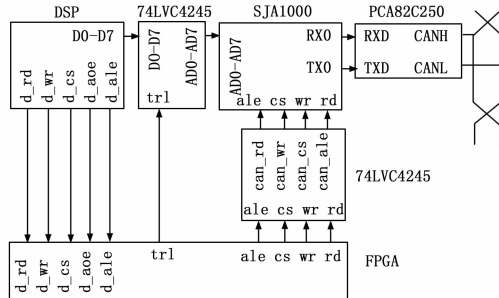 DSP 74LVC4245 SJA1000 PCA82C250
D0-D7
D0-D7
AD0-AD7
AD0-AD7
RX0 RXD CANH
TX0 TXD CANL
d_rd
d_wr
d_cs
d_aoe
d_ale
trl
ale cs wr rd
can_rd
can_wr
can_cs
can_ale
74LVC4245
ale cs wr rd
d_rd
d_wr
d_cs
d_aoe
d_ale
trl
ale cs wr rd
FPGA